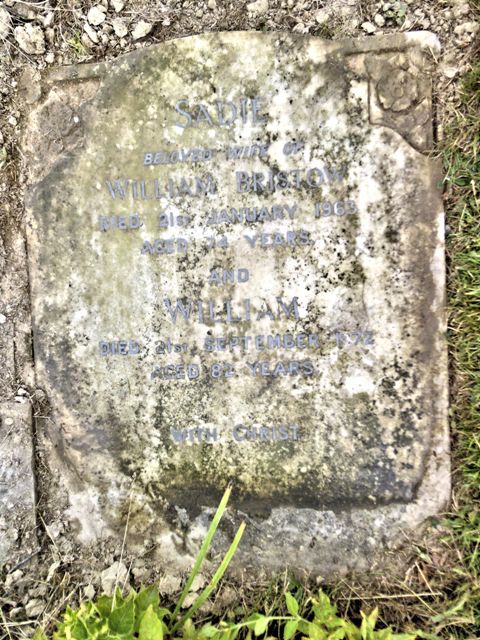 SADIE
BELOVED WIFE OF
WILLIAM BRISTOW
DIED 21ST JANUARY
AGED 74 YEARS
AND
WILLIAM
DIED 21ST SEPTEMBER 1972
AGED 82 YEARS
WITH CHRIST